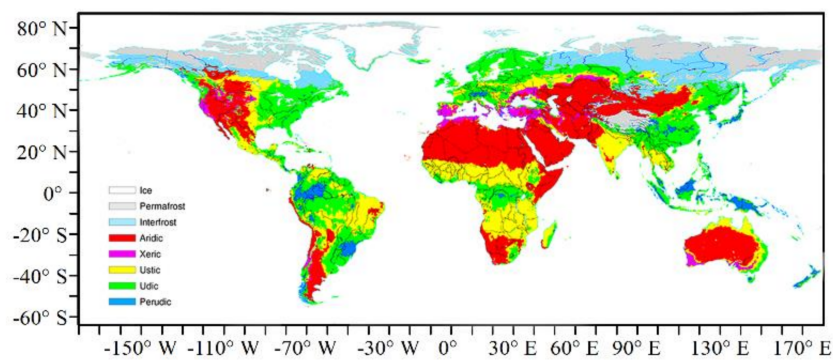 80° N
60° N
40° N
20° N
0°
-20° S
-40° S
-60° S
Ice
Permafrost
Interfrost
Aridic
Xeric
Ustic
Udic
Perudic
-150° W -110° W -70° W -30° W 0° 30° E 60° E 90° E 130° E 170° E